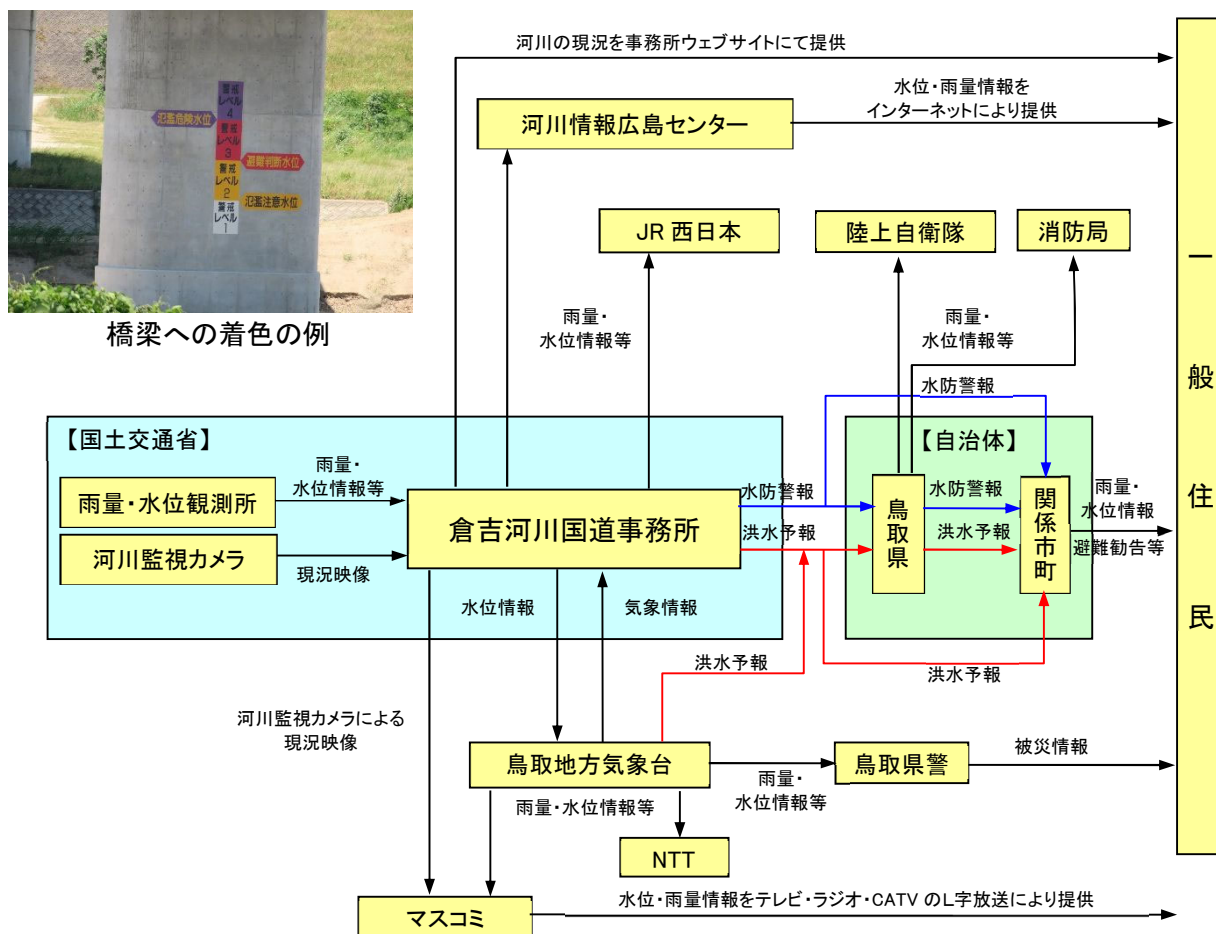 河川の現況を事務所ウェブサイトにて提供
警戒
レベル
4
氾濫危険水位
警戒
レベル
3
避難判断水位
警戒
レベル
2
氾濫注意水位
警戒
レベル
1
橋梁への着色の例
水位・雨量情報を
インターネットにより提供
河川情報広島センター
JR西日本
陸上自衛隊
消防局
一般住民
雨量・
水位情報等
雨量・
水位情報等
水防警報
【国土交通省】
【自治体】
雨量・水位観測所
雨量・
水位情報等
河川監視カメラ
現況映像
倉吉河川国道事務所
水防警報
洪水予報
鳥取県
水防警報
洪水予報
関係市町
雨量・
水位情報
避難勧告等
水位情報
気象情報
洪水予報
洪水予報
河川監視カメラによる
現況映像
鳥取地方気象台
雨量・
水位情報等
鳥取県警
被災情報
雨量・水位情報等
NTT
マスコミ
水位・雨量情報をテレビ・ラジオ・CATVのL字放送により提供